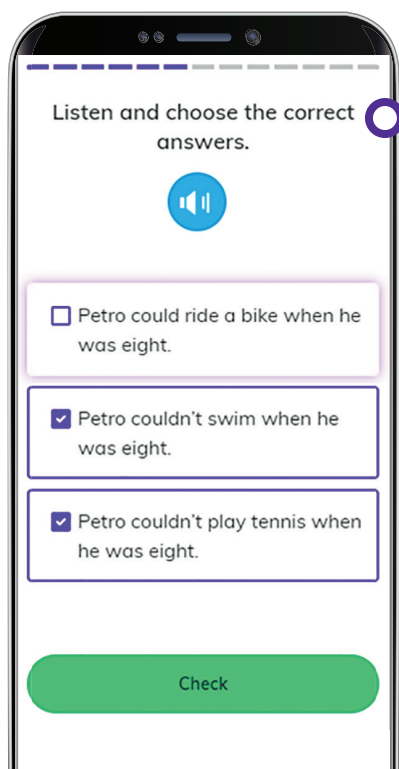 Listen and choose the correct
answers.
Petro could ride a bike when he
was eight.
Petro couldn't swim when he
was eight.
Petro couldn't play tennis when
he was eight.
Check